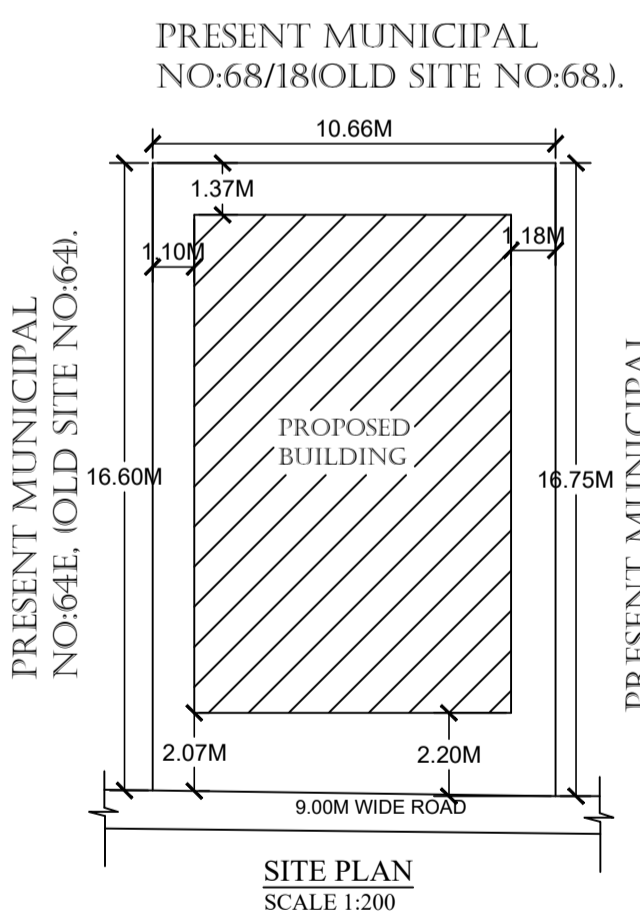 PRESENT MUNICIPAL
NO:68/18(OLD SITE NO:68.).
10.66M
1.37M
1.10M
1.18M
PRESENT MUNICIPAL
NO:64E, (OLD SITE NO:64).
PROPOSED
BUILDING
16.60M
16.75M
PRESENT MUNICIPAL
2.07M
2.20M
9.00M WIDE ROAD
SITE PLAN
SCALE 1:200